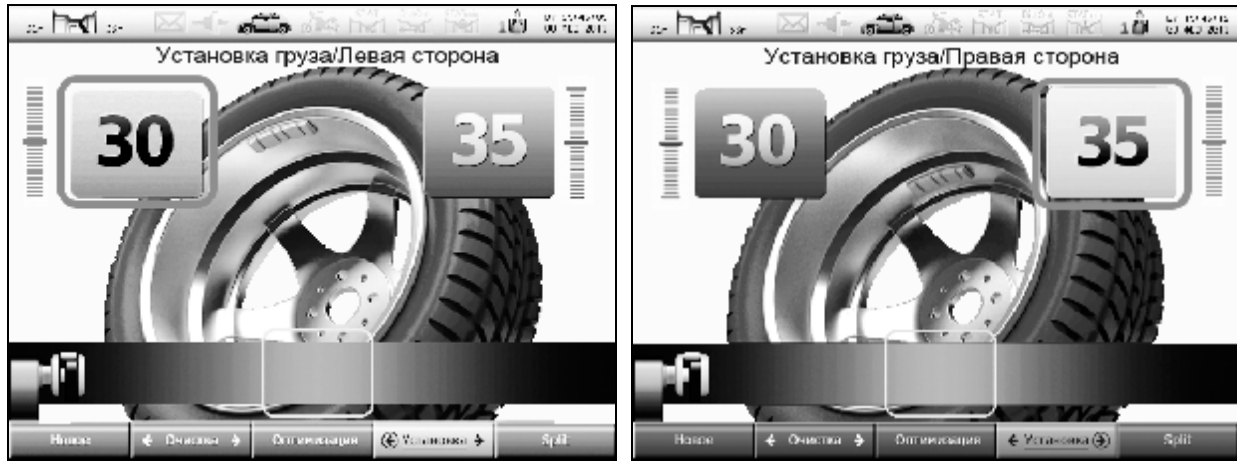 Установка груза/Левая сторона
30
35
Новое
Очистка
Оптимизация
Установка
Split
Установка груза/Правая сторона
30
35
Новое
Очистка
Оптимизация
Установка
Split